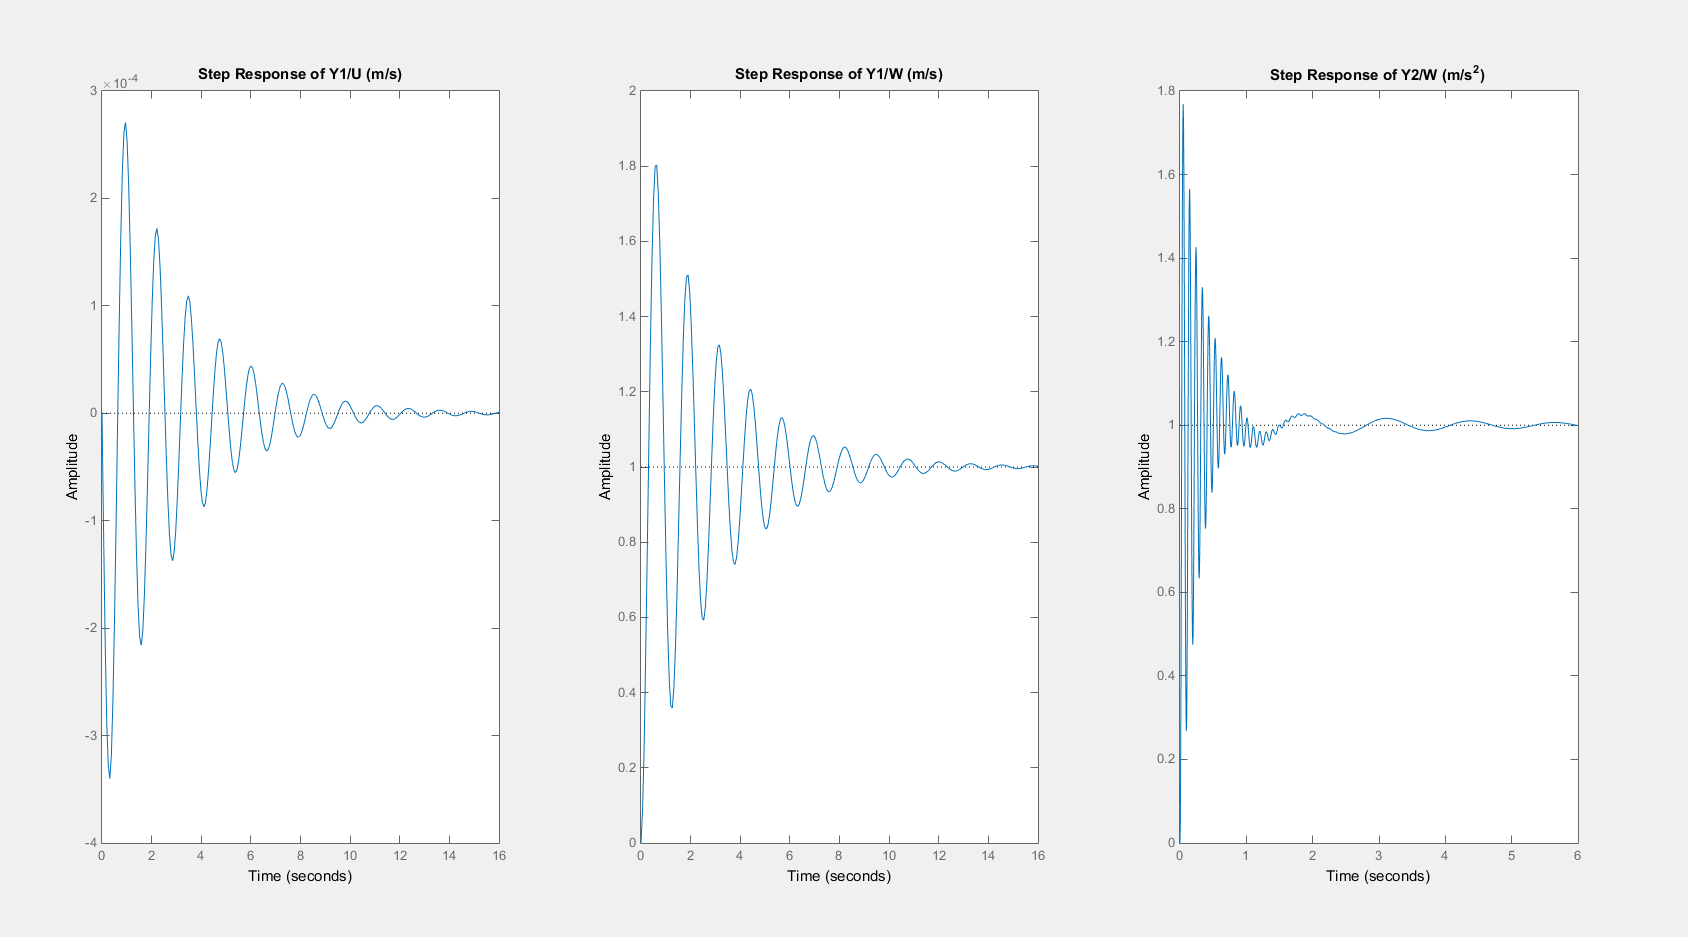 Step Response of Y1/U (m/s)
×10⁻⁴
3
2
1
0
-1
-2
-3
-4
0 2 4 6 8 10 12 14 16
Time (seconds)
Amplitude
Step Response of Y1/W (m/s)
2
1.8
1.6
1.4
1.2
1
0.8
0.6
0.4
0.2
0
0 2 4 6 8 10 12 14 16
Time (seconds)
Amplitude
Step Response of Y2/W (m/s²)
1.8
1.6
1.4
1.2
1
0.8
0.6
0.4
0.2
0
0 1 2 3 4 5 6
Time (seconds)
Amplitude